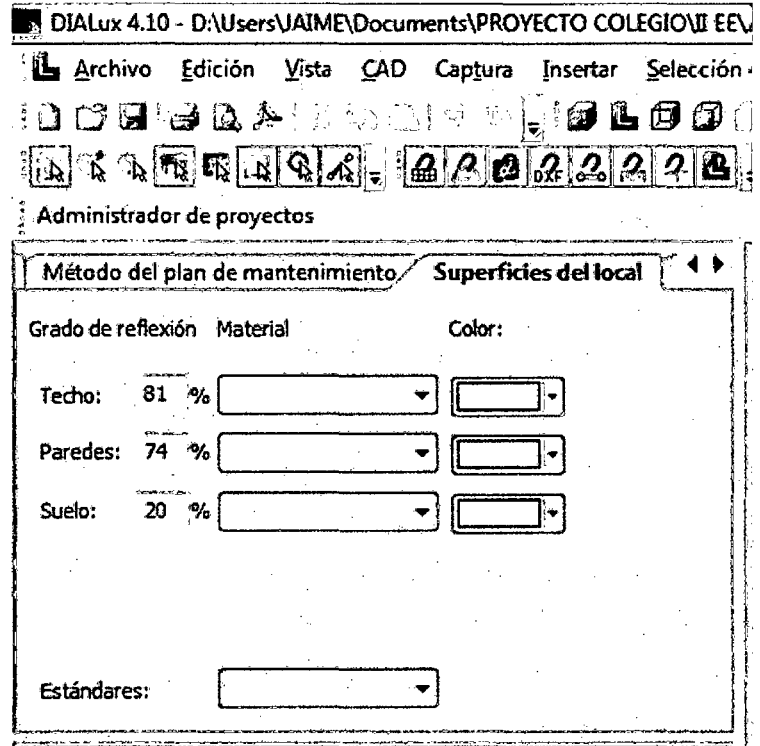 DIALux 4.10 - D:\Users\JAIME\Documents\PROYECTO COLEGIO\II EE\
Archivo Edición Vista CAD Captura Insertar Selección
DXF
Administrador de proyectos
Método del plan de mantenimiento Superficies del local
Grado de reflexión Material Color:
Techo: 81 %
Paredes: 74 %
Suelo: 20 %
Estándares: